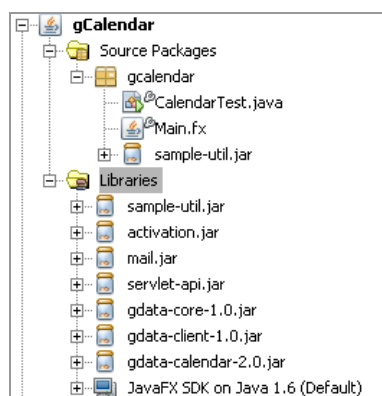 gCalendar
Source Packages
gcalendar
CalendarTest.java
Main.fx
sample-util.jar
Libraries
sample-util.jar
activation.jar
mail.jar
servlet-api.jar
gdata-core-1.0.jar
gdata-client-1.0.jar
gdata-calendar-2.0.jar
JavaFX SDK on Java 1.6 (Default)